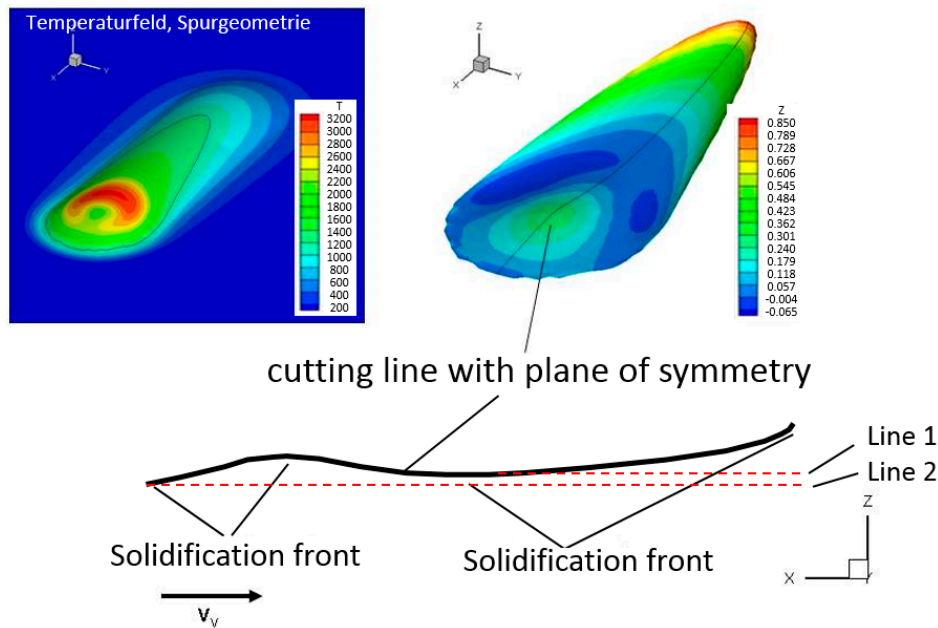 Temperaturfeld, Spurgeometrie
Z
X
Y
T
3200
3000
2800
2600
2400
2200
2000
1800
1600
1400
1200
1000
800
600
400
200
Z
X
Y
Z
0.850
0.789
0.728
0.667
0.606
0.545
0.484
0.423
0.362
0.301
0.240
0.179
0.118
0.057
-0.004
-0.065
cutting line with plane of symmetry
Line 1
Line 2
Solidification front
Solidification front
Z
X
Y
vᵥ